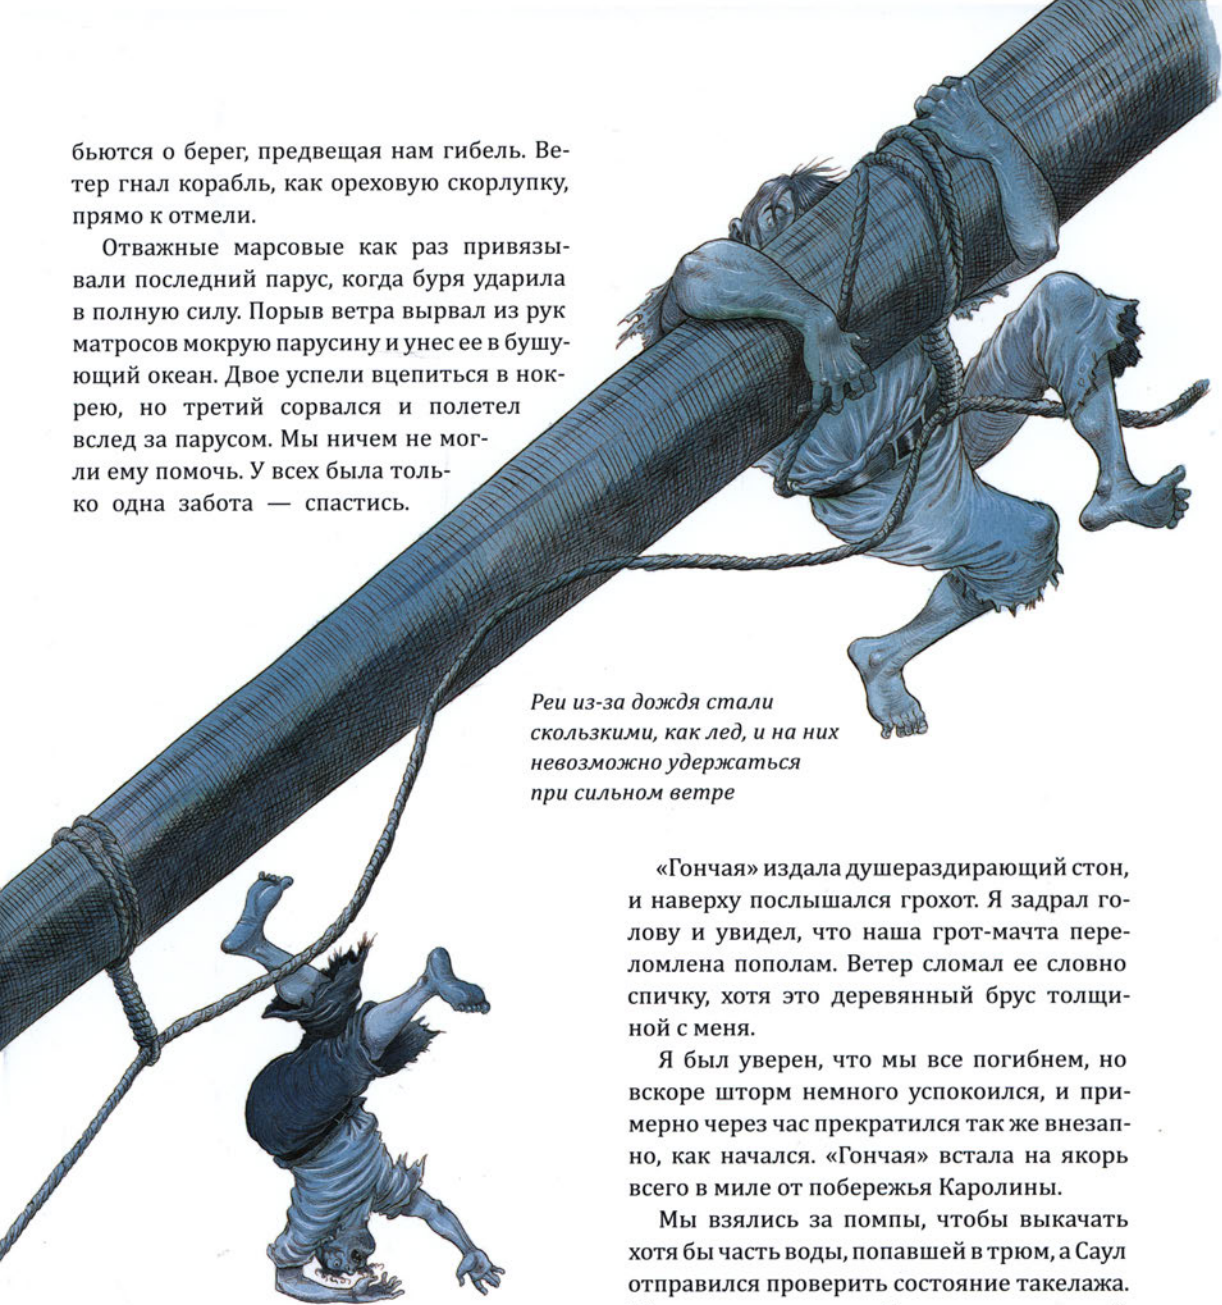 бьются о берег, предвещая нам гибель. Ве-
тер гнал корабль, как ореховую скорлупку,
прямо к отмели.
Отважные марсовые как раз привязы-
вали последний парус, когда буря ударила
в полную силу. Порыв ветра вырвал из рук
матросов мокрую парусину и унес ее в бушу-
ющий океан. Двое успели вцепиться в нок-
рею, но третий сорвался и полетел
вслед за парусом. Мы ничем не мог-
ли ему помочь. У всех была толь-
ко одна забота — спастись.
Реи из-за дождя стали
скользкими, как лед, и на них
невозможно удержаться
при сильном ветре
«Гончая» издала душераздирающий стон,
и наверху послышался грохот. Я задрал го-
лову и увидел, что наша грот-мачта пере-
ломлена пополам. Ветер сломал ее словно
спичку, хотя это деревянный брус толщи-
ной с меня.
Я был уверен, что мы все погибнем, но
вскоре шторм немного успокоился, и при-
мерно через час прекратился так же внезап-
но, как начался. «Гончая» встала на якорь
всего в миле от побережья Каролины.
Мы взялись за помпы, чтобы выкачать
хотя бы часть воды, попавшей в трюм, а Саул
отправился проверить состояние такелажа.